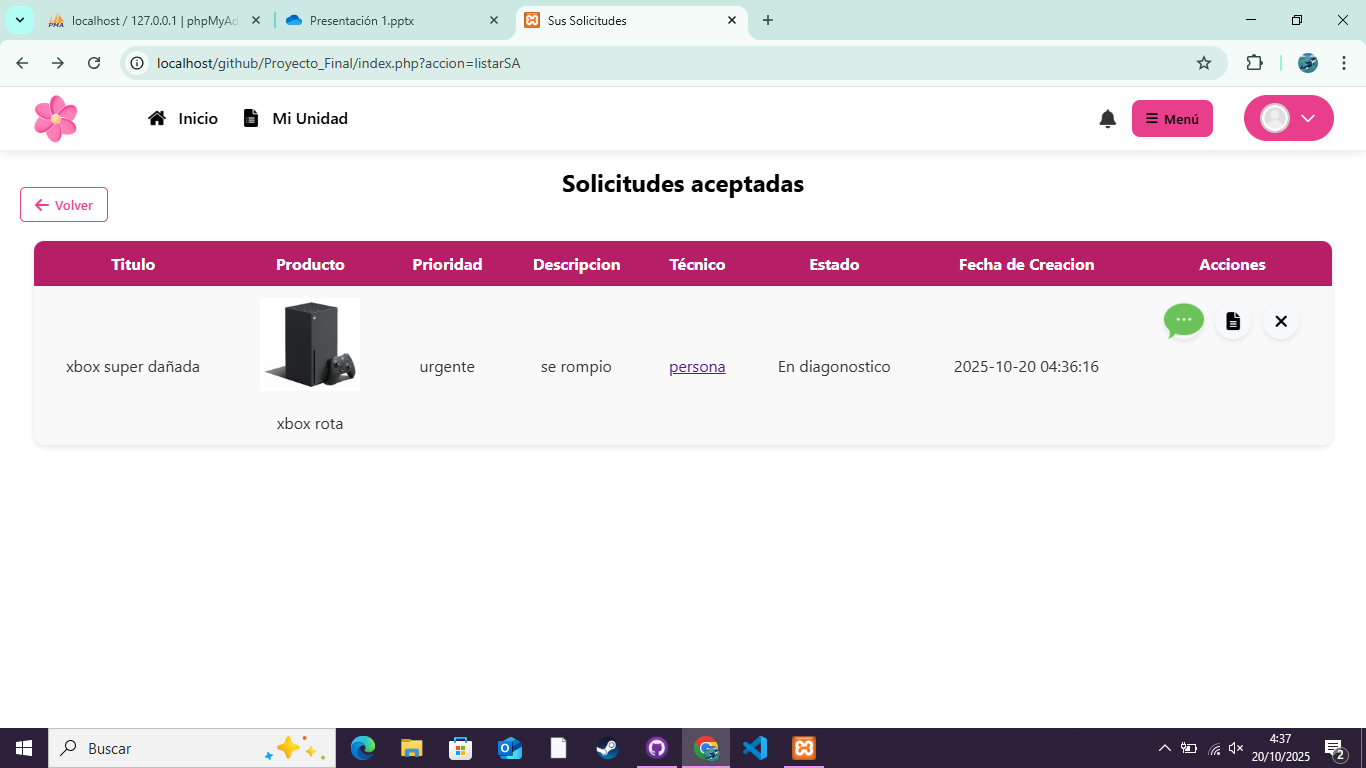 localhost / 127.0.0.1 | phpMyAd
Presentación 1.pptx
Sus Solicitudes
localhost/github/Proyecto_Final/index.php?accion=listarSA
Inicio
Mi Unidad
Menú
Solicitudes aceptadas
Volver
Titulo Producto Prioridad Descripcion Técnico Estado Fecha de Creacion Acciones
xbox super dañada urgente se rompio persona En diagonostico 2025-10-20 04:36:16
xbox rota
Buscar
4:37
20/10/2025
2